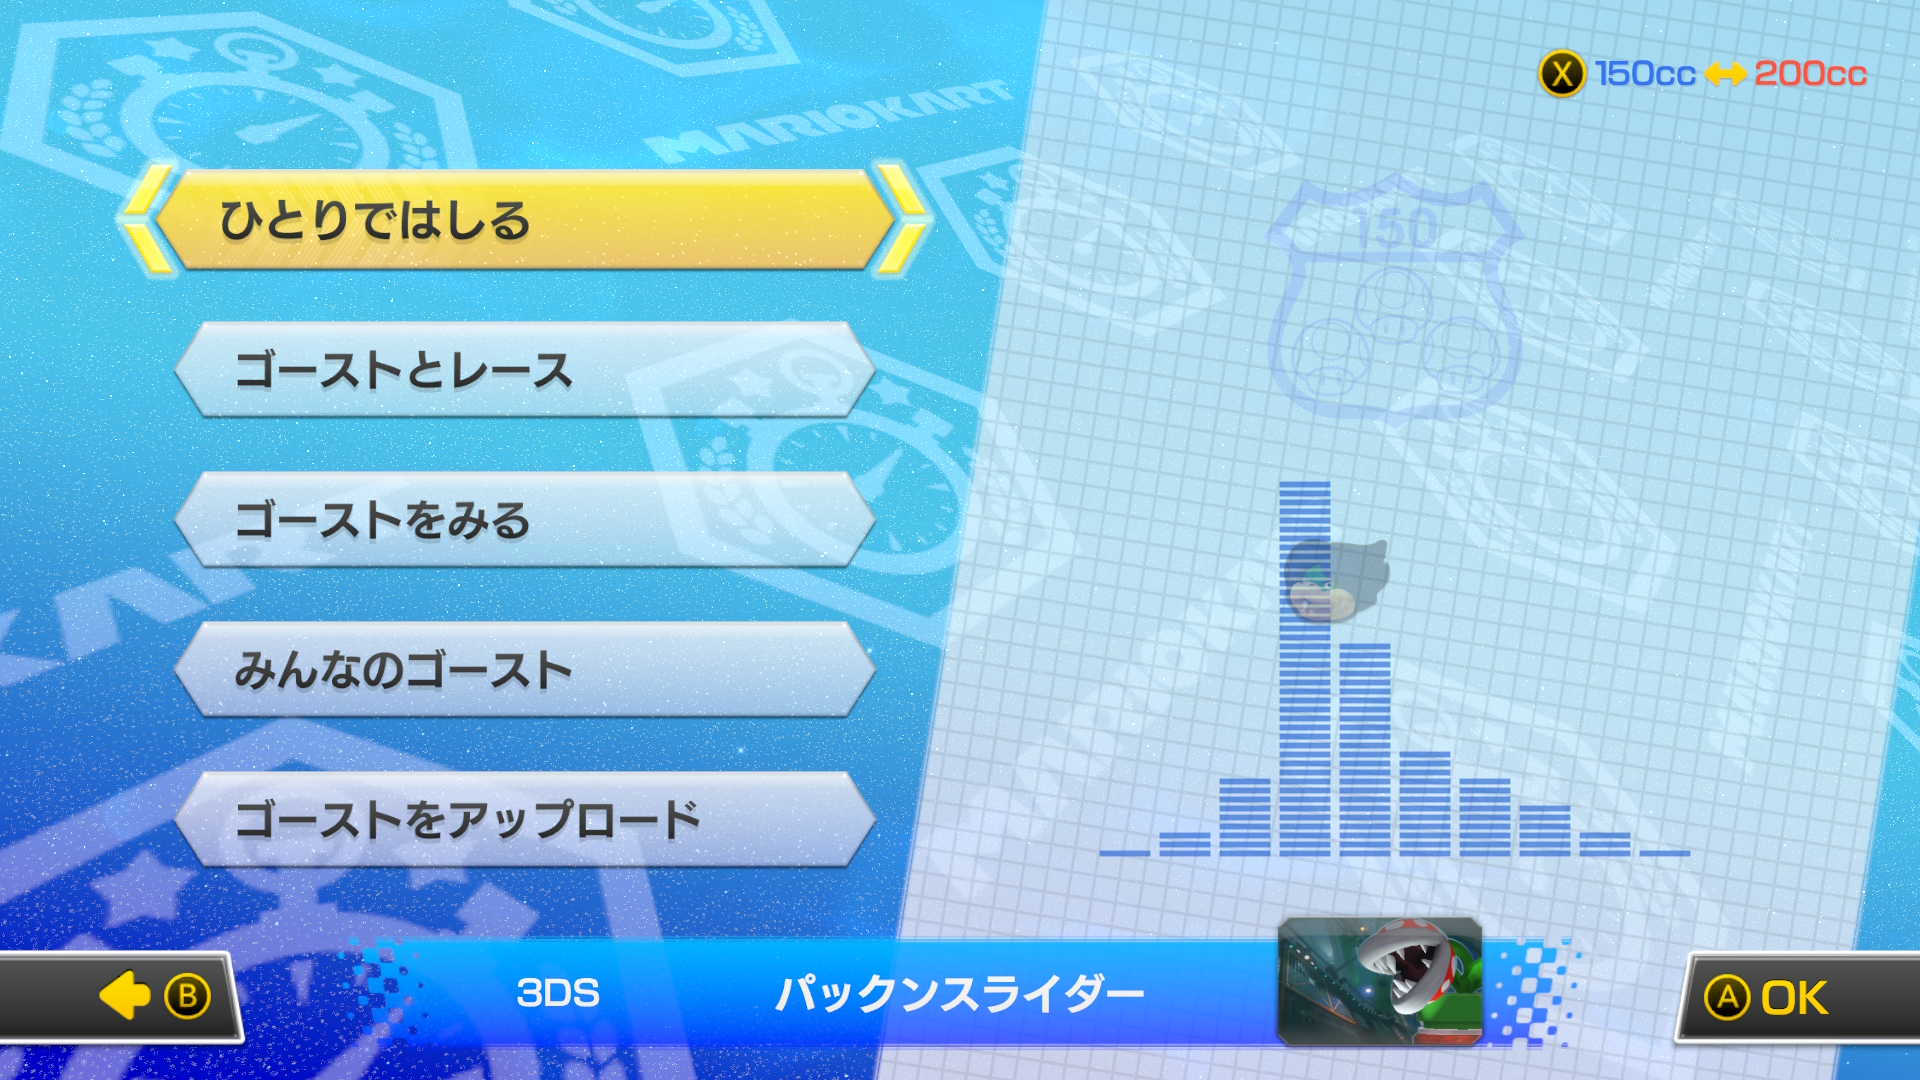 X 150cc ↔ 200cc
MARIOKART
ひとりではしる
150
ゴーストとレース
ゴーストをみる
みんなのゴースト
ゴーストをアップロード
B
3DS パックンスライダー
A OK